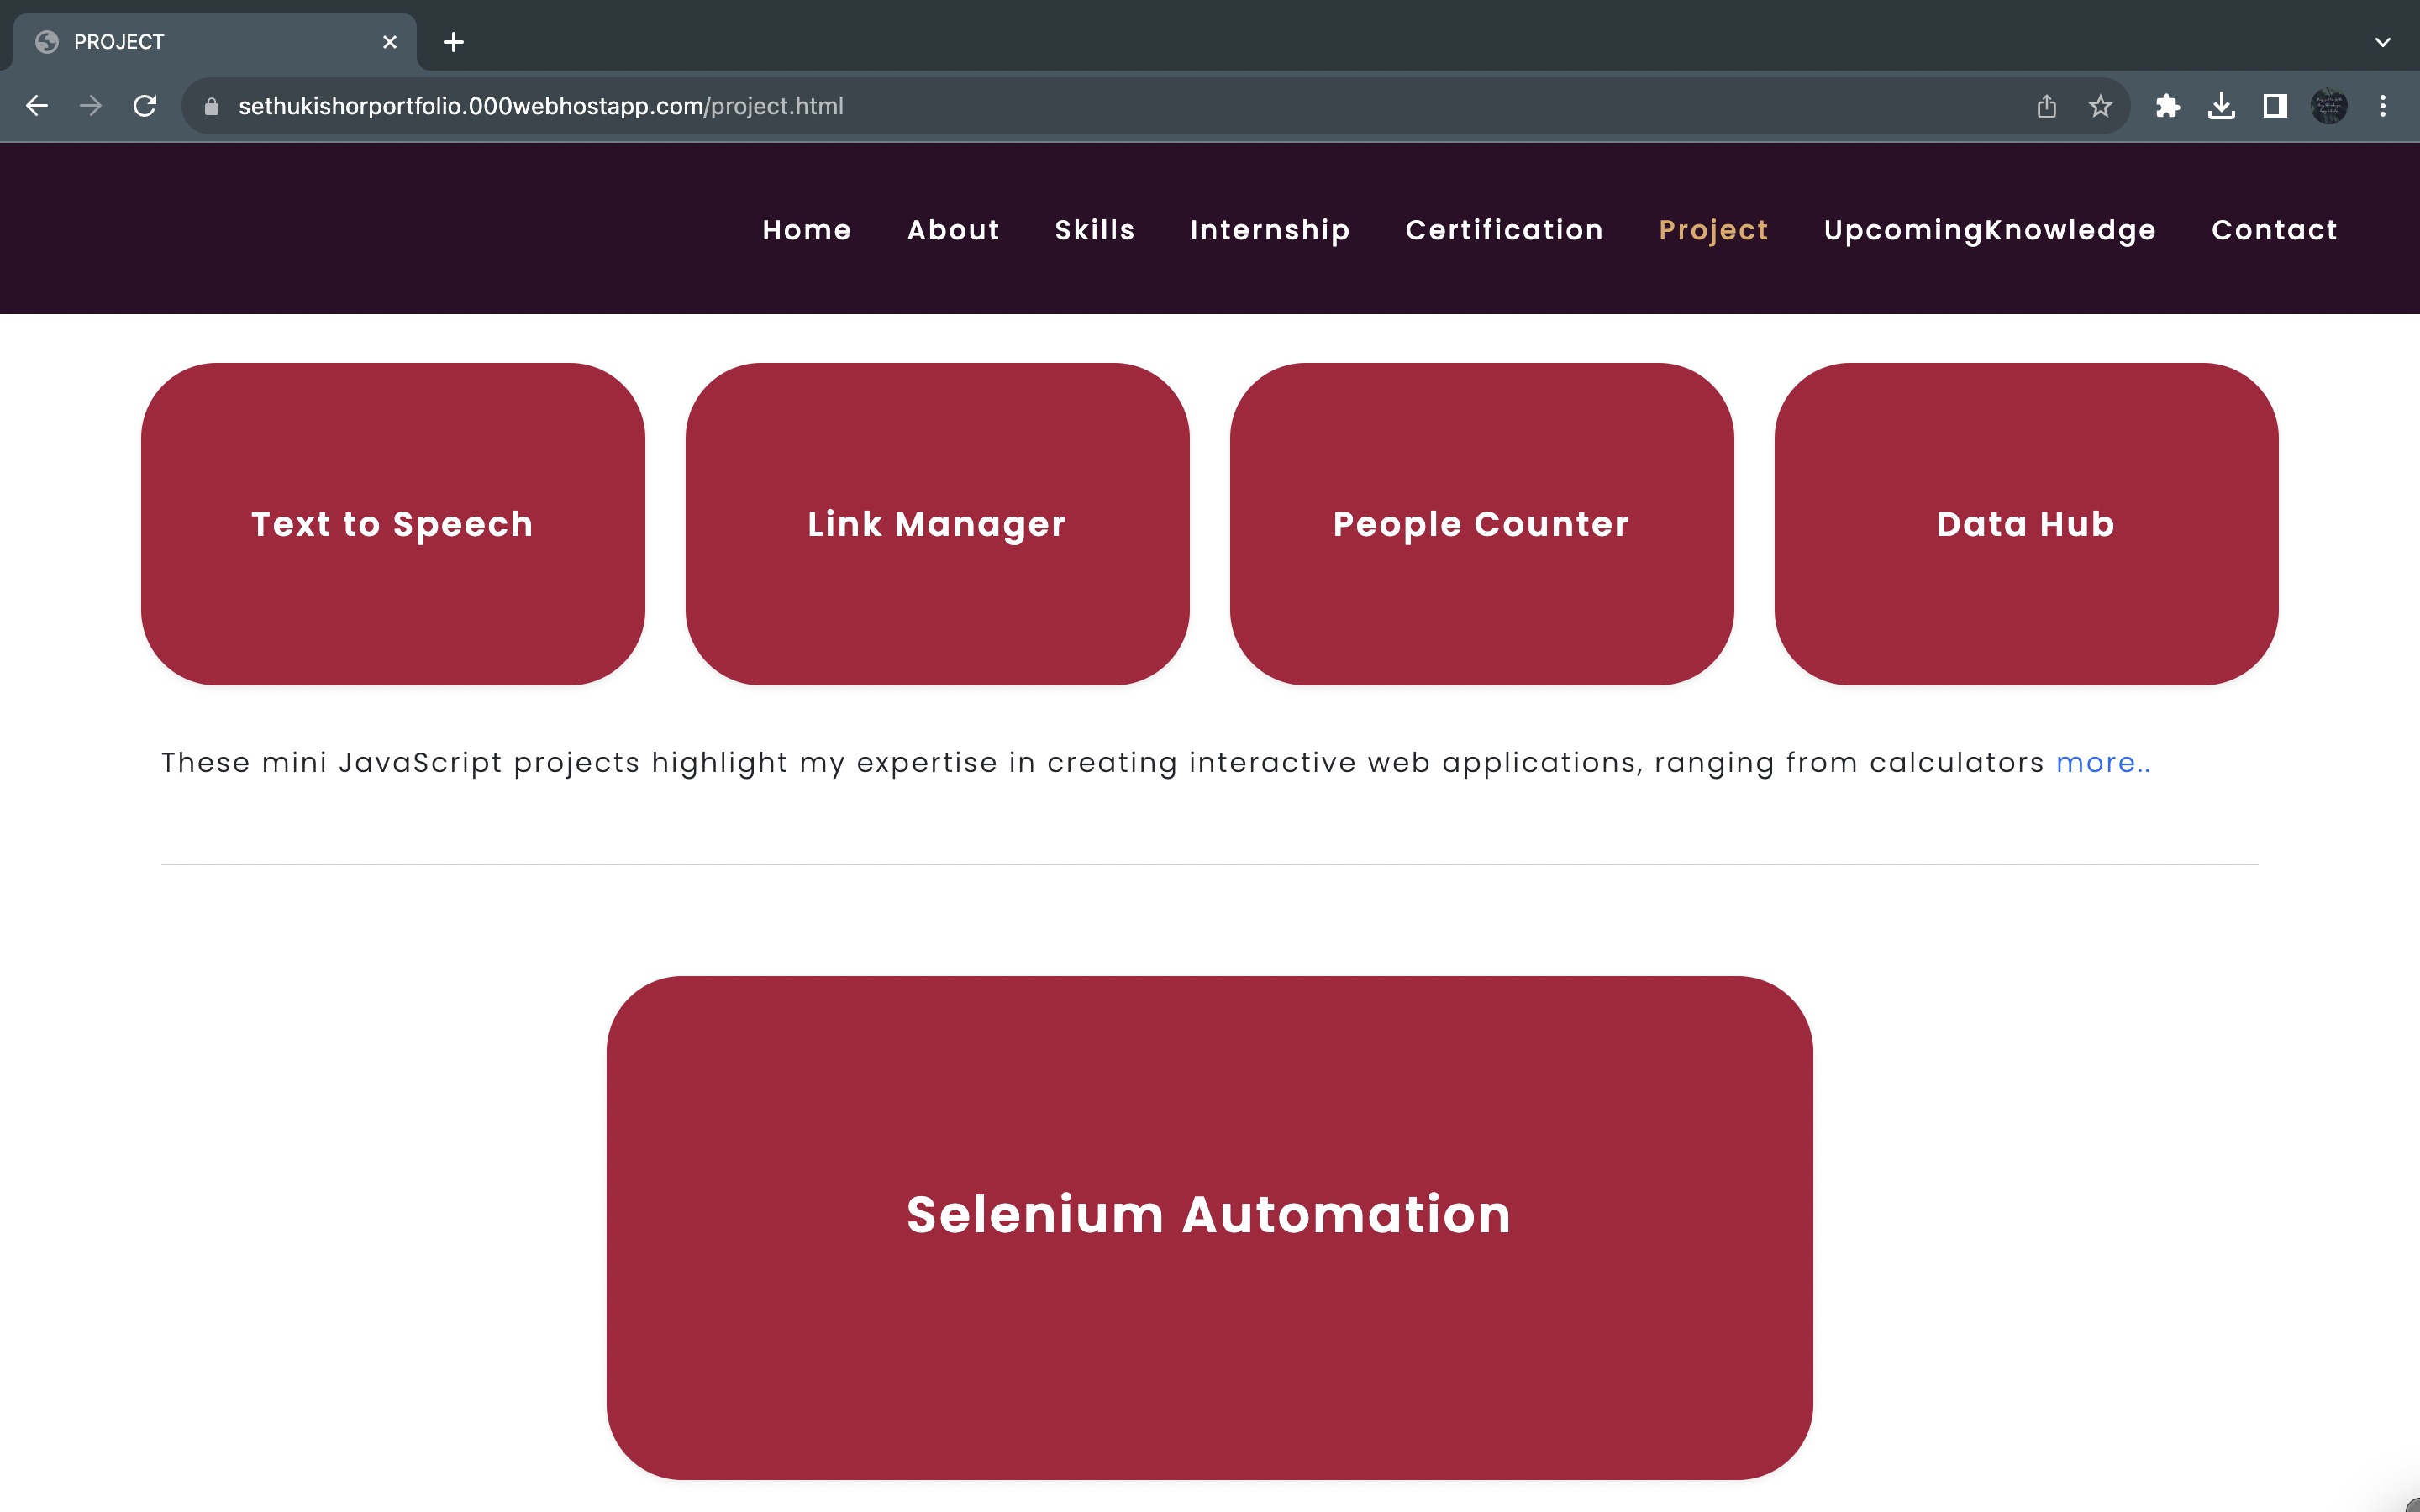 PROJECT
sethukishorportfolio.000webhostapp.com/project.html
Home About Skills Internship Certification Project UpcomingKnowledge Contact
Text to Speech Link Manager People Counter Data Hub
These mini JavaScript projects highlight my expertise in creating interactive web applications, ranging from calculators more..
Selenium Automation